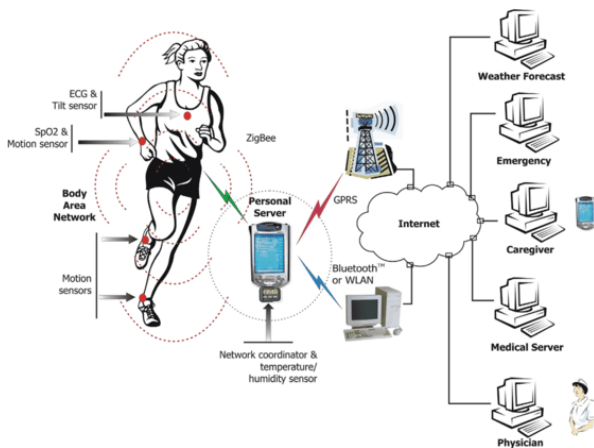 ECG &
Tilt sensor
SpO2 &
Motion sensor
Body
Area
Network
Motion
sensors
ZigBee
Personal
Server
Network coordinator &
temperature/
humidity sensor
GPRS
Bluetooth™
or WLAN
Internet
Weather Forecast
Emergency
Caregiver
Medical Server
Physician